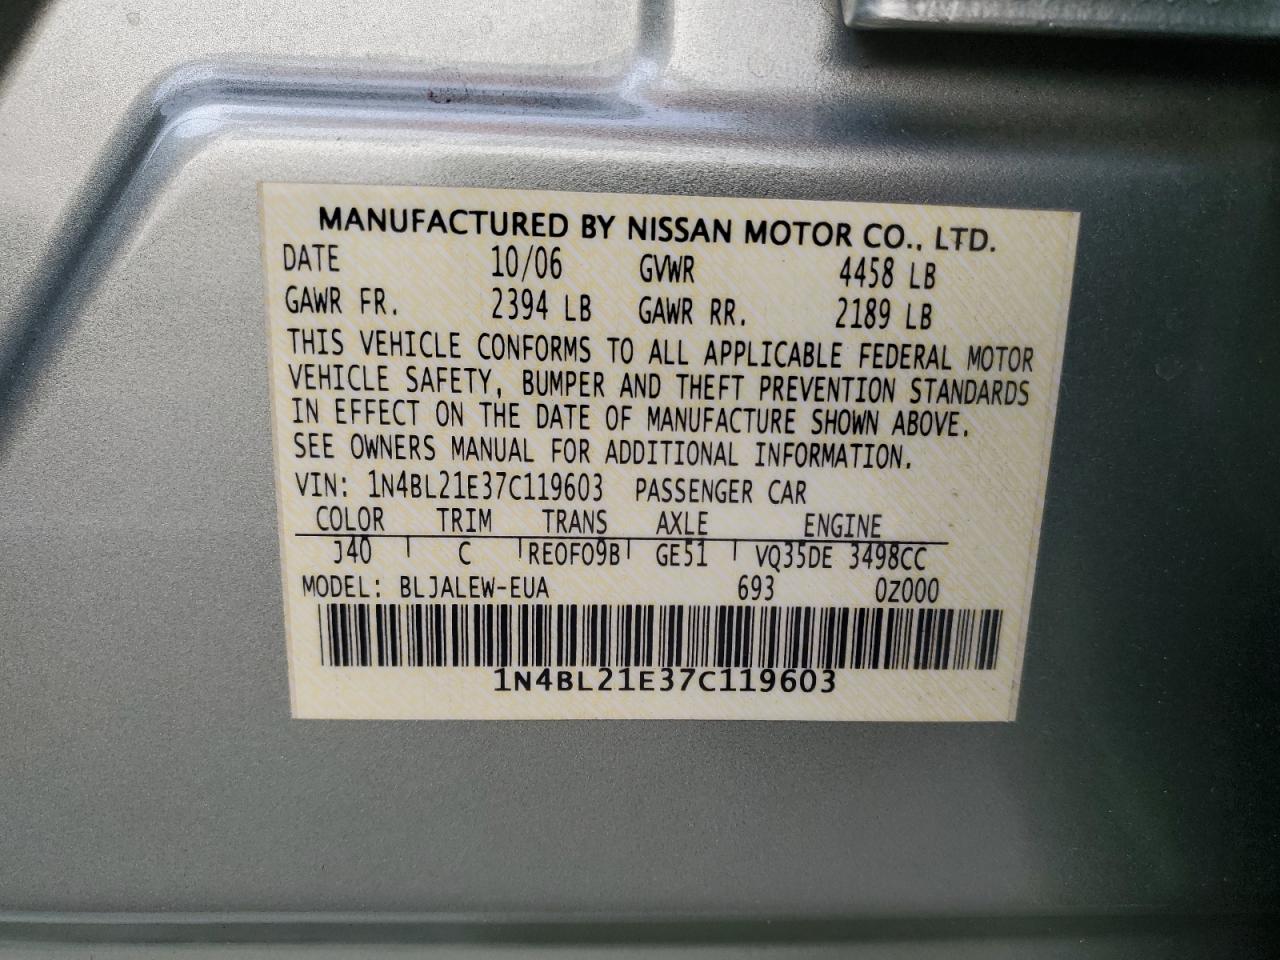 MANUFACTURED BY NISSAN MOTOR CO., LTD.
DATE 10/06 GVWR 4458 LB
GAWR FR. 2394 LB GAWR RR. 2189 LB
THIS VEHICLE CONFORMS TO ALL APPLICABLE FEDERAL MOTOR
VEHICLE SAFETY, BUMPER AND THEFT PREVENTION STANDARDS
IN EFFECT ON THE DATE OF MANUFACTURE SHOWN ABOVE.
SEE OWNERS MANUAL FOR ADDITIONAL INFORMATION.
VIN: 1N4BL21E37C119603 PASSENGER CAR
COLOR TRIM TRANS AXLE ENGINE
J40 C RE0F09B GE51 VQ35DE 3498CC
MODEL: BLJALEW-EUA 693 0Z000
1N4BL21E37C119603